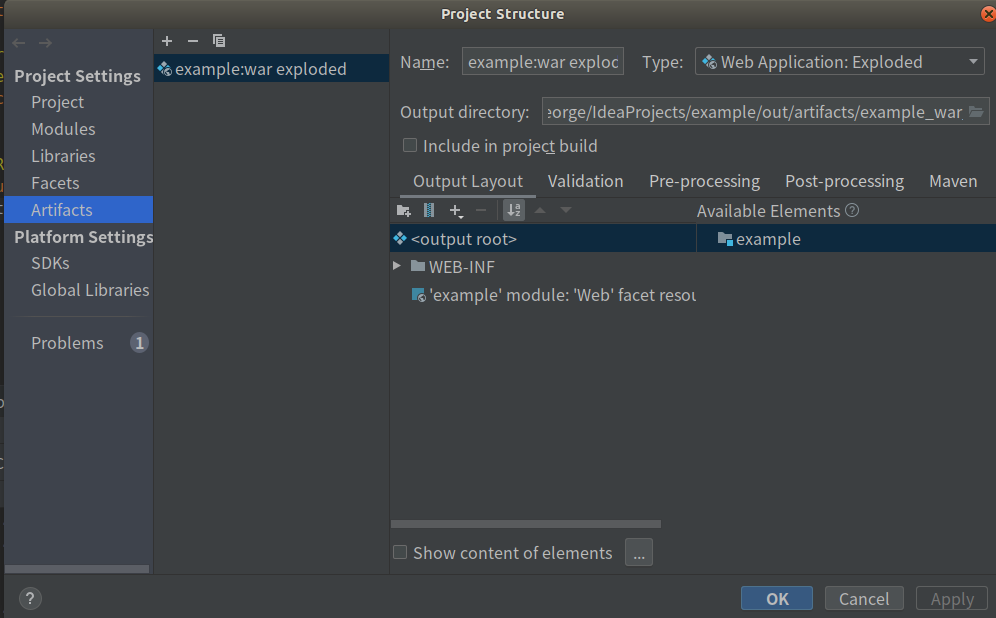 Project Structure
Project Settings
Project
Modules
Libraries
Facets
Artifacts
Platform Settings
SDKs
Global Libraries
Problems 1
example:war exploded
Name: example:war exploc Type: Web Application: Exploded
Output directory: eorge/IdeaProjects/example/out/artifacts/example_war_
Include in project build
Output Layout Validation Pre-processing Post-processing Maven
Available Elements ?
<output root> example
WEB-INF
'example' module: 'Web' facet resou
Show content of elements ...
? OK Cancel Apply